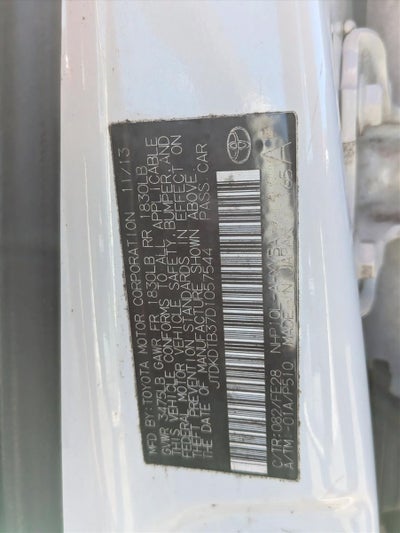 MFD. BY: TOYOTA MOTOR CORPORATION 11/13
GVWR 3475LB GAWR FR 1830LB RR 1830LB
THIS VEHICLE CONFORMS TO ALL APPLICABLE
FEDERAL MOTOR VEHICLE SAFETY, BUMPER, AND
THEFT PREVENTION STANDARDS IN EFFECT ON
THE DATE OF MANUFACTURE SHOWN ABOVE.
JTDKDTB37D1057544 PASS CAR
C/TR:082/FE28 NHP10L-
A/TM:-01A/P510 MADE IN JAPAN